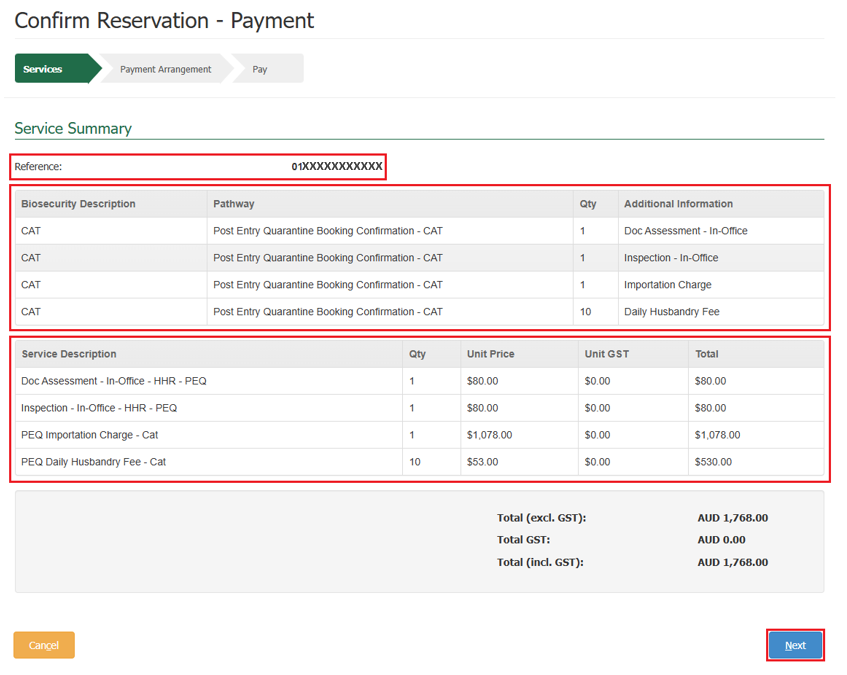 Confirm Reservation - Payment
Services Payment Arrangement Pay
Service Summary
Reference: 01XXXXXXXXXXX
Biosecurity Description Pathway Qty Additional Information
CAT Post Entry Quarantine Booking Confirmation - CAT 1 Doc Assessment - In-Office
CAT Post Entry Quarantine Booking Confirmation - CAT 1 Inspection - In-Office
CAT Post Entry Quarantine Booking Confirmation - CAT 1 Importation Charge
CAT Post Entry Quarantine Booking Confirmation - CAT 10 Daily Husbandry Fee
Service Description Qty Unit Price Unit GST Total
Doc Assessment - In-Office - HHR - PEQ 1 $80.00 $0.00 $80.00
Inspection - In-Office - HHR - PEQ 1 $80.00 $0.00 $80.00
PEQ Importation Charge - Cat 1 $1,078.00 $0.00 $1,078.00
PEQ Daily Husbandry Fee - Cat 10 $53.00 $0.00 $530.00
Total (excl. GST): AUD 1,768.00
Total GST: AUD 0.00
Total (incl. GST): AUD 1,768.00
Cancel Next